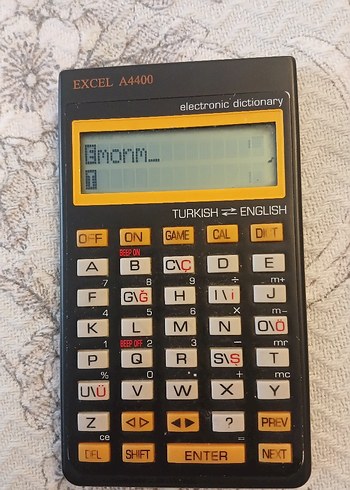 EXCEL A4400
electronic dictionary
Emonm_
T
TURKISH ⇄ ENGLISH
OFF ON GAME CAL
BEEP ON
A B C\Ç D E
7 8 9 ÷ m+
F G\Ğ H I\i J
4 5 6 × m-
K L M N O\Ö
1 BEEP OFF 2 3 - mr
P Q R S\Ş T
% 0 . + mc
U\Ü V W X Y
Z ◁▷ ◀▶ ? PREV
ce =
DEL SHIFT ENTER NEXT